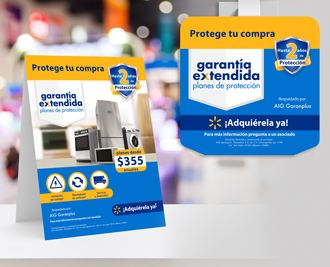 Protege tu compra
Hasta 2 años de
Protección
garantía
extendida
planes de protección
planes desde
$355
Respaldado por
AIG Garanplus
¡Adquiérela ya!
Protege tu compra
Hasta 2 años de
Protección
garantía
extendida
planes de protección
Respaldado por
AIG Garanplus
¡Adquiérela ya!
Para más información pregunta a un asociado